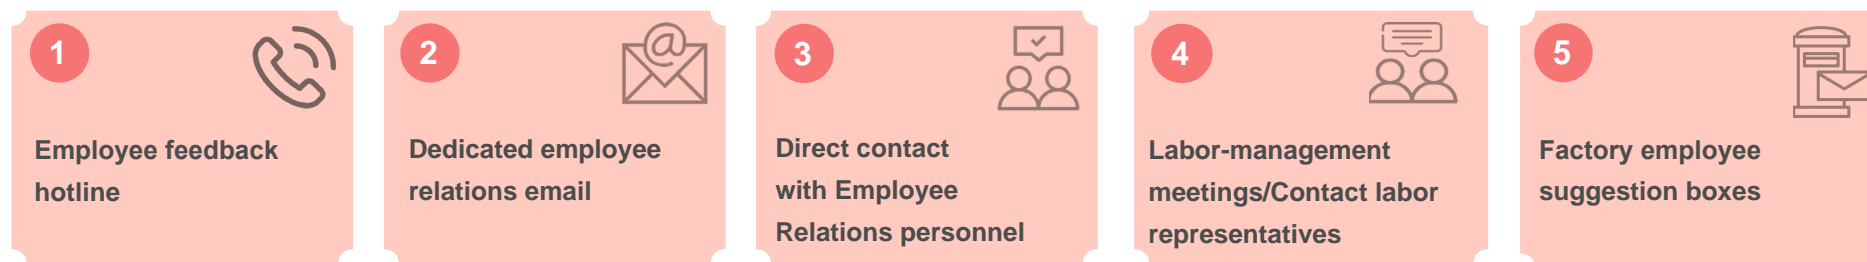 1
Employee feedback
hotline
2
Dedicated employee
relations email
3
Direct contact
with Employee
Relations personnel
4
Labor-management
meetings/Contact labor
representatives
5
Factory employee
suggestion boxes